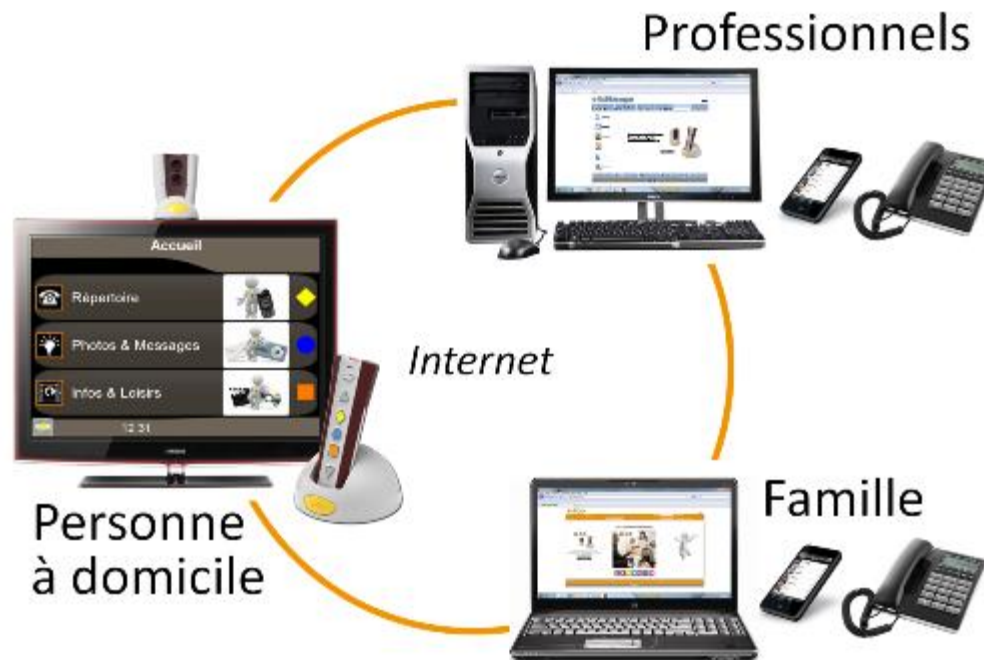 Professionnels
Accueil
Répertoire
Photos & Messages
Infos & Loisirs
12:31
Internet
Personne
à domicile
Famille